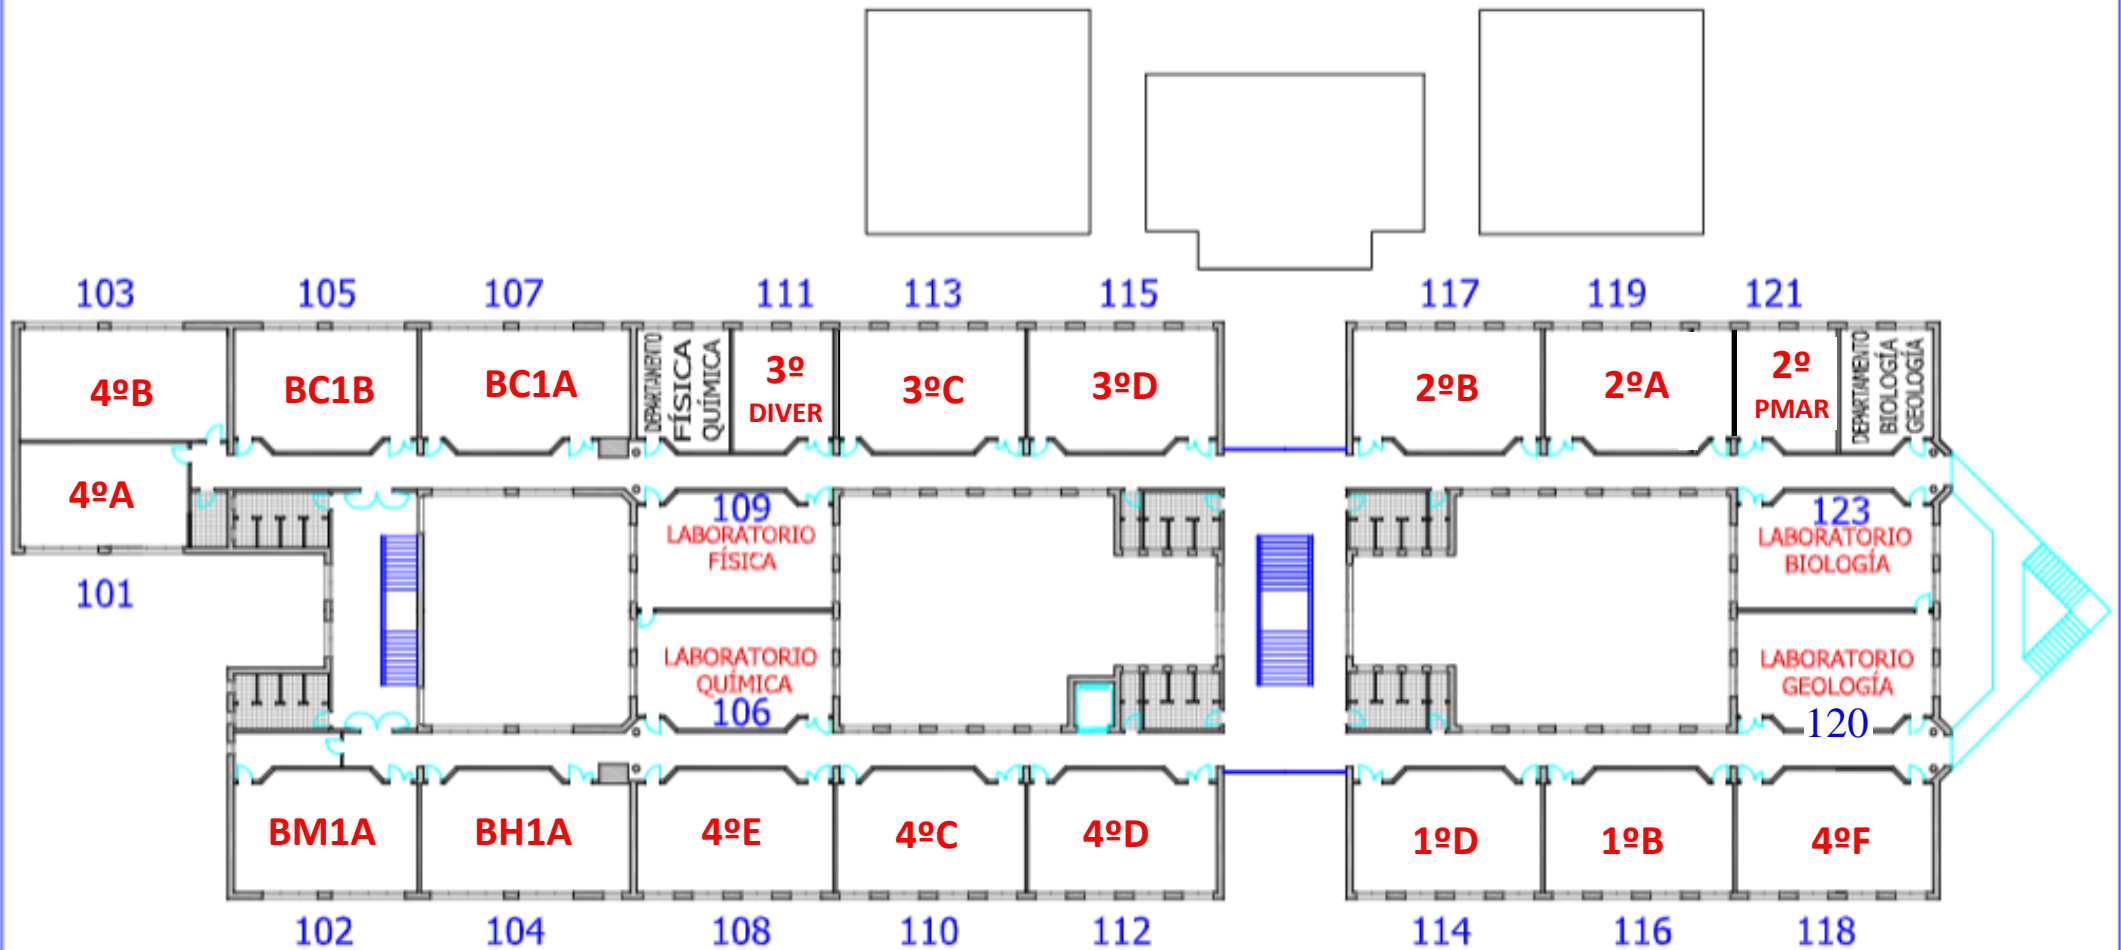 103
105
107
111
113
115
117
119
121
4ºB
BC1B
BC1A
DEPARTAMENTO
FÍSICA
QUÍMICA
3º
DIVER
3ºC
3ºD
2ºB
2ºA
2º
PMAR
DEPARTAMENTO
BIOLOGÍA
GEOLOGÍA
4ºA
101
109
LABORATORIO
FÍSICA
LABORATORIO
QUÍMICA
106
123
LABORATORIO
BIOLOGÍA
LABORATORIO
GEOLOGÍA
120
BM1A
BH1A
4ºE
4ºC
4ºD
1ºD
1ºB
4ºF
102
104
108
110
112
114
116
118